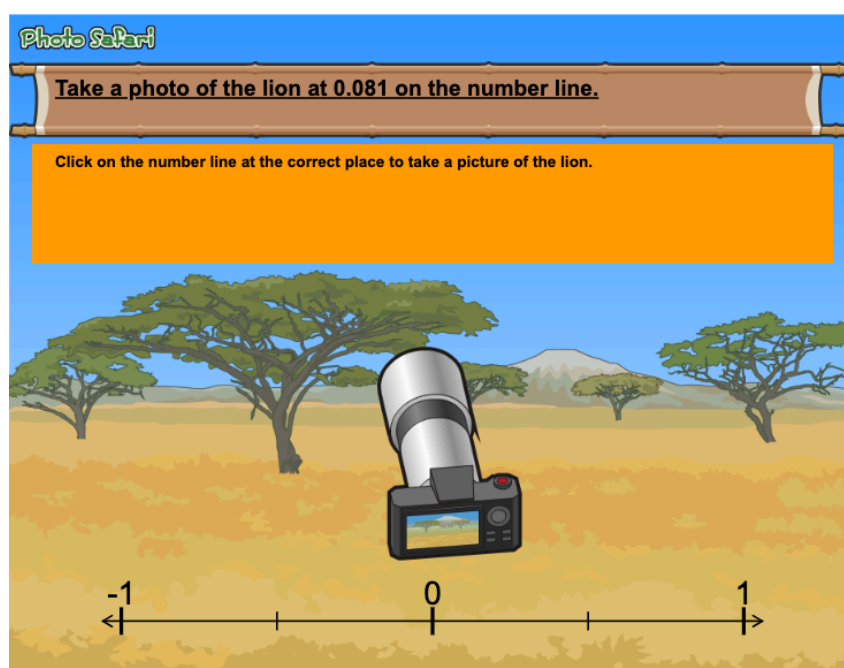 Photo Safari
Take a photo of the lion at 0.081 on the number line.
Click on the number line at the correct place to take a picture of the lion.
-1 0 1